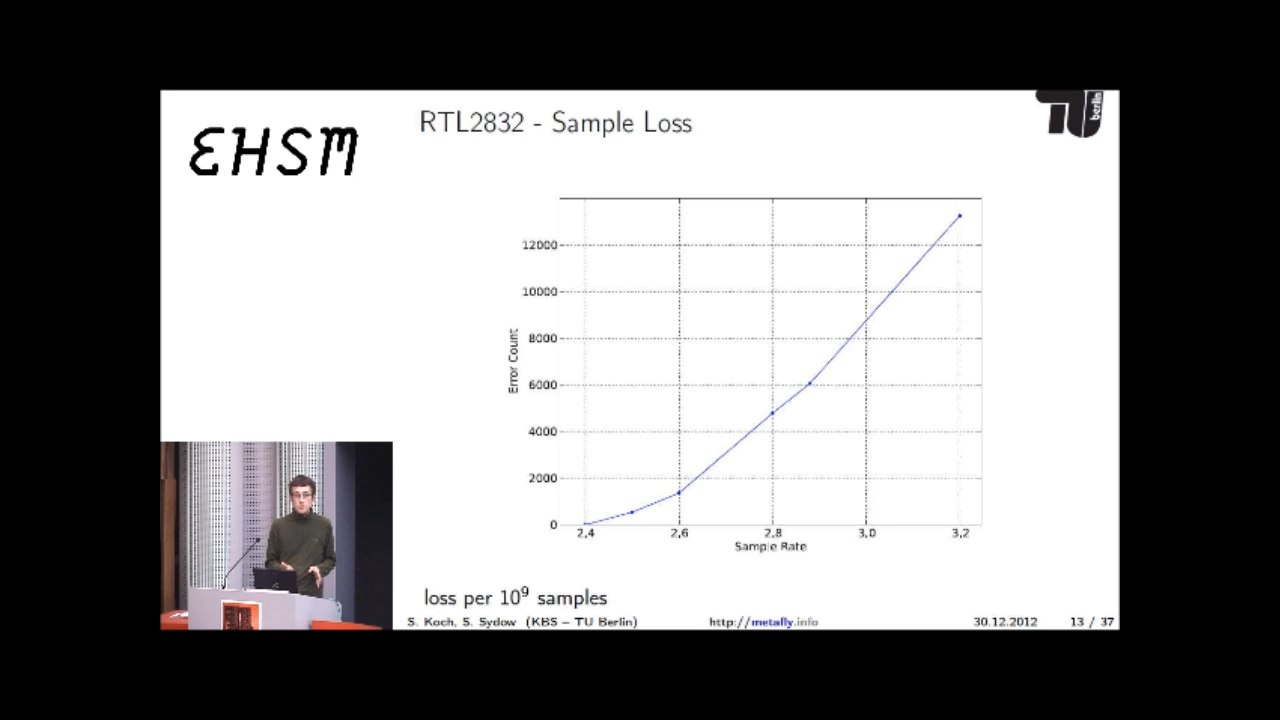 EHSM
RTL2832 - Sample Loss
berlin
12000
10000
8000
6000
4000
2000
0
Error Count
2,4 2,6 2,8 3,0 3,2
Sample Rate
loss per 10⁹ samples
S. Koch, S. Sydow (KBS – TU Berlin) http://metafly.info 30.12.2012 13 / 37